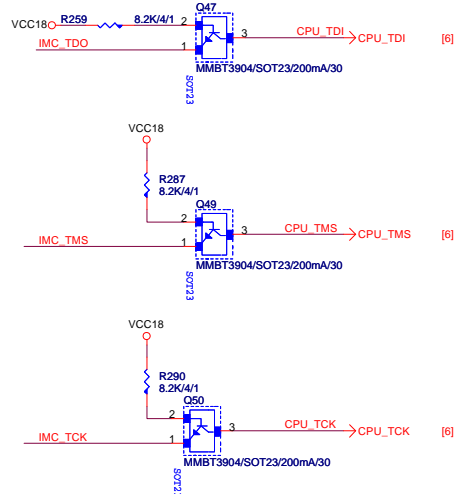 Q47
VCC18 R259 8.2K/4/1 2
3 CPU_TDI CPU_TDI [6]
IMC_TDO 1
MMBT3904/SOT23/200mA/30
SOT23
VCC18
R287
8.2K/4/1
Q49
2
3 CPU_TMS CPU_TMS [6]
IMC_TMS 1
MMBT3904/SOT23/200mA/30
SOT23
VCC18
R290
8.2K/4/1
Q50
2
3 CPU_TCK CPU_TCK [6]
IMC_TCK 1
MMBT3904/SOT23/200mA/30